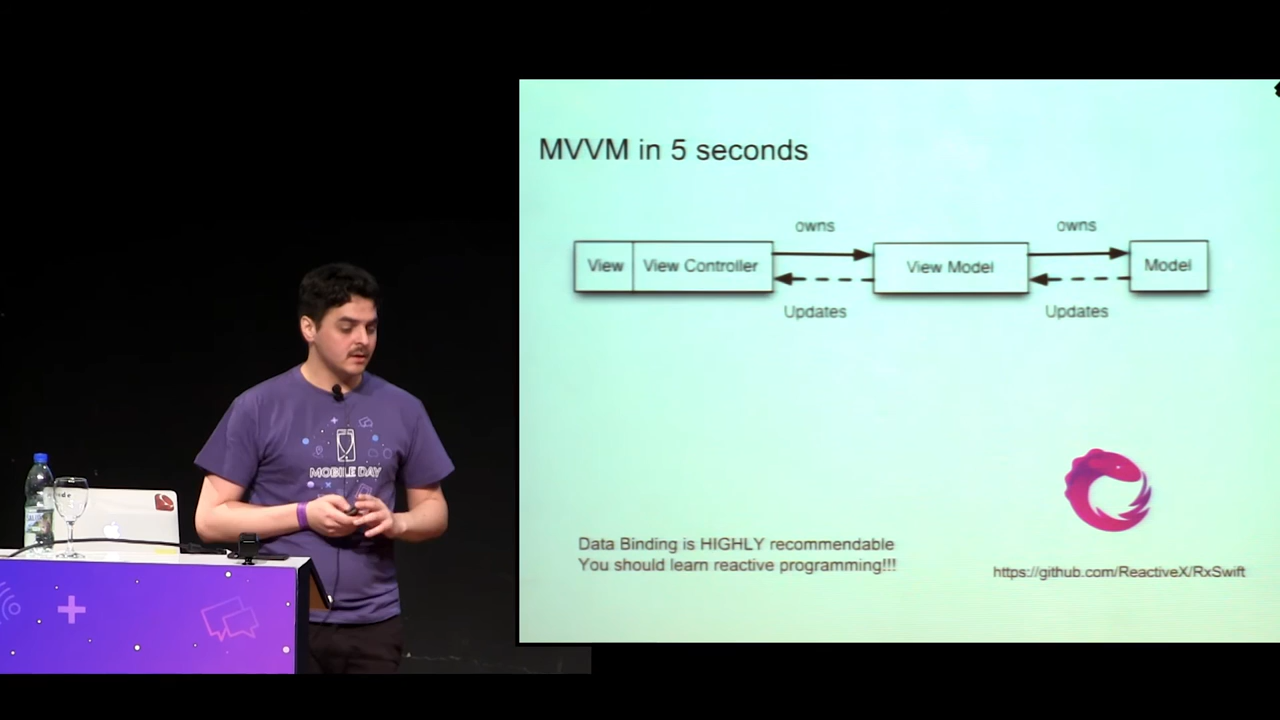 MVVM in 5 seconds
owns
owns
View
View Controller
View Model
Model
Updates
Updates
Data Binding is HIGHLY recommendable
You should learn reactive programming!!!
https://github.com/ReactiveX/RxSwift
MOBILE DAY